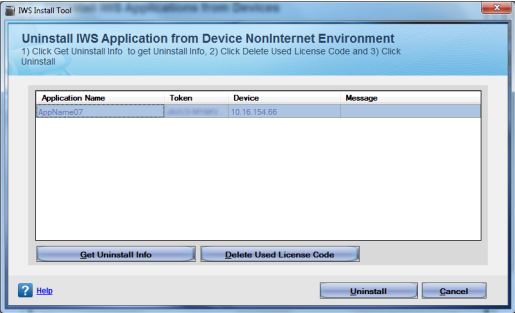 IWS Install Tool
Uninstall IWS Application from Device NonInternet Environment
1) Click Get Uninstall Info to get Uninstall Info, 2) Click Delete Used License Code and 3) Click
Uninstall
Application Name Token Device Message
AppName07 10.16.154.66
Get Uninstall Info Delete Used License Code
? Help Uninstall Cancel